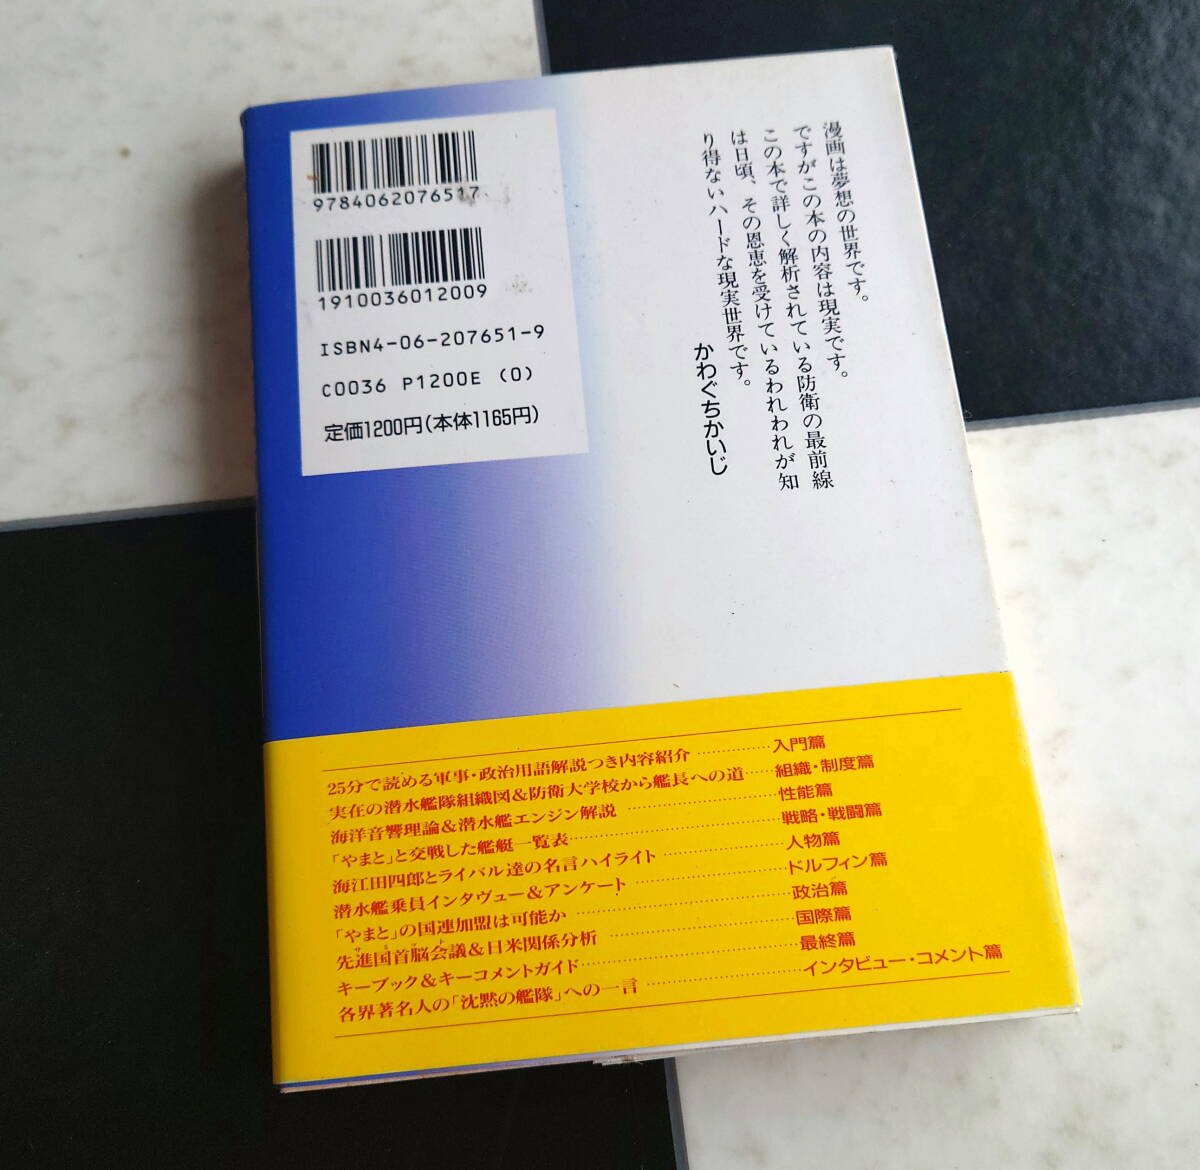 漫画は夢想の世界です。
ですがこの本の内容は現実です。
この本で詳しく解析されている防衛の最前線
は日頃、その恩恵を受けているわれわれが知
り得ないハードな現実世界です。
かわぐちかいじ
9784062076517
1910036012009
ISBN4-06-207651-9
C0036 P1200E (0)
定価1200円(本体1165円)
25分で読める軍事・政治用語解説つき内容紹介……………入門篇
実在の潜水艦隊組織図&防衛大学校から艦長への道……組織・制度篇
海洋音響理論&潜水艦エンジン解説……………………性能篇
「やまと」と交戦した艦艇一覧表……………………………戦略・戦闘篇
海江田四郎とライバル達の名言ハイライト………………人物篇
潜水艦乗員インタヴュー&アンケート……………………ドルフィン篇
「やまと」の国連加盟は可能か……………………………政治篇
先進国首脳会議&日米関係分析…………………………国際篇
キーブック&キーコメントガイド……………………………最終篇
各界著名人の「沈黙の艦隊」への一言……………………インタビュー・コメント篇